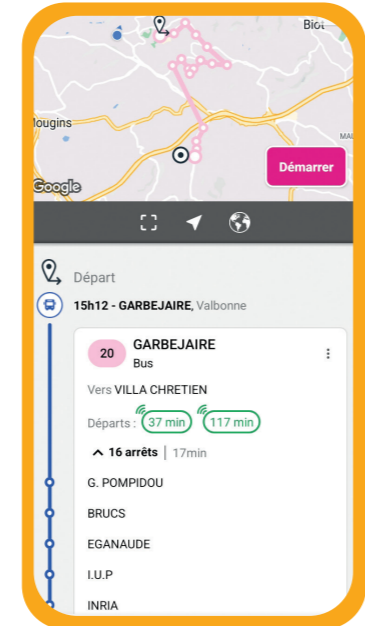 Biot
Mougins
Démarrer
Google
Départ
15h12 - GARBEJAIRE, Valbonne
20
GARBEJAIRE
Bus
Vers VILLA CHRETIEN
Départs : 37 min 117 min
16 arrêts | 17min
G. POMPIDOU
BRUCS
EGANAUDE
I.U.P
INRIA